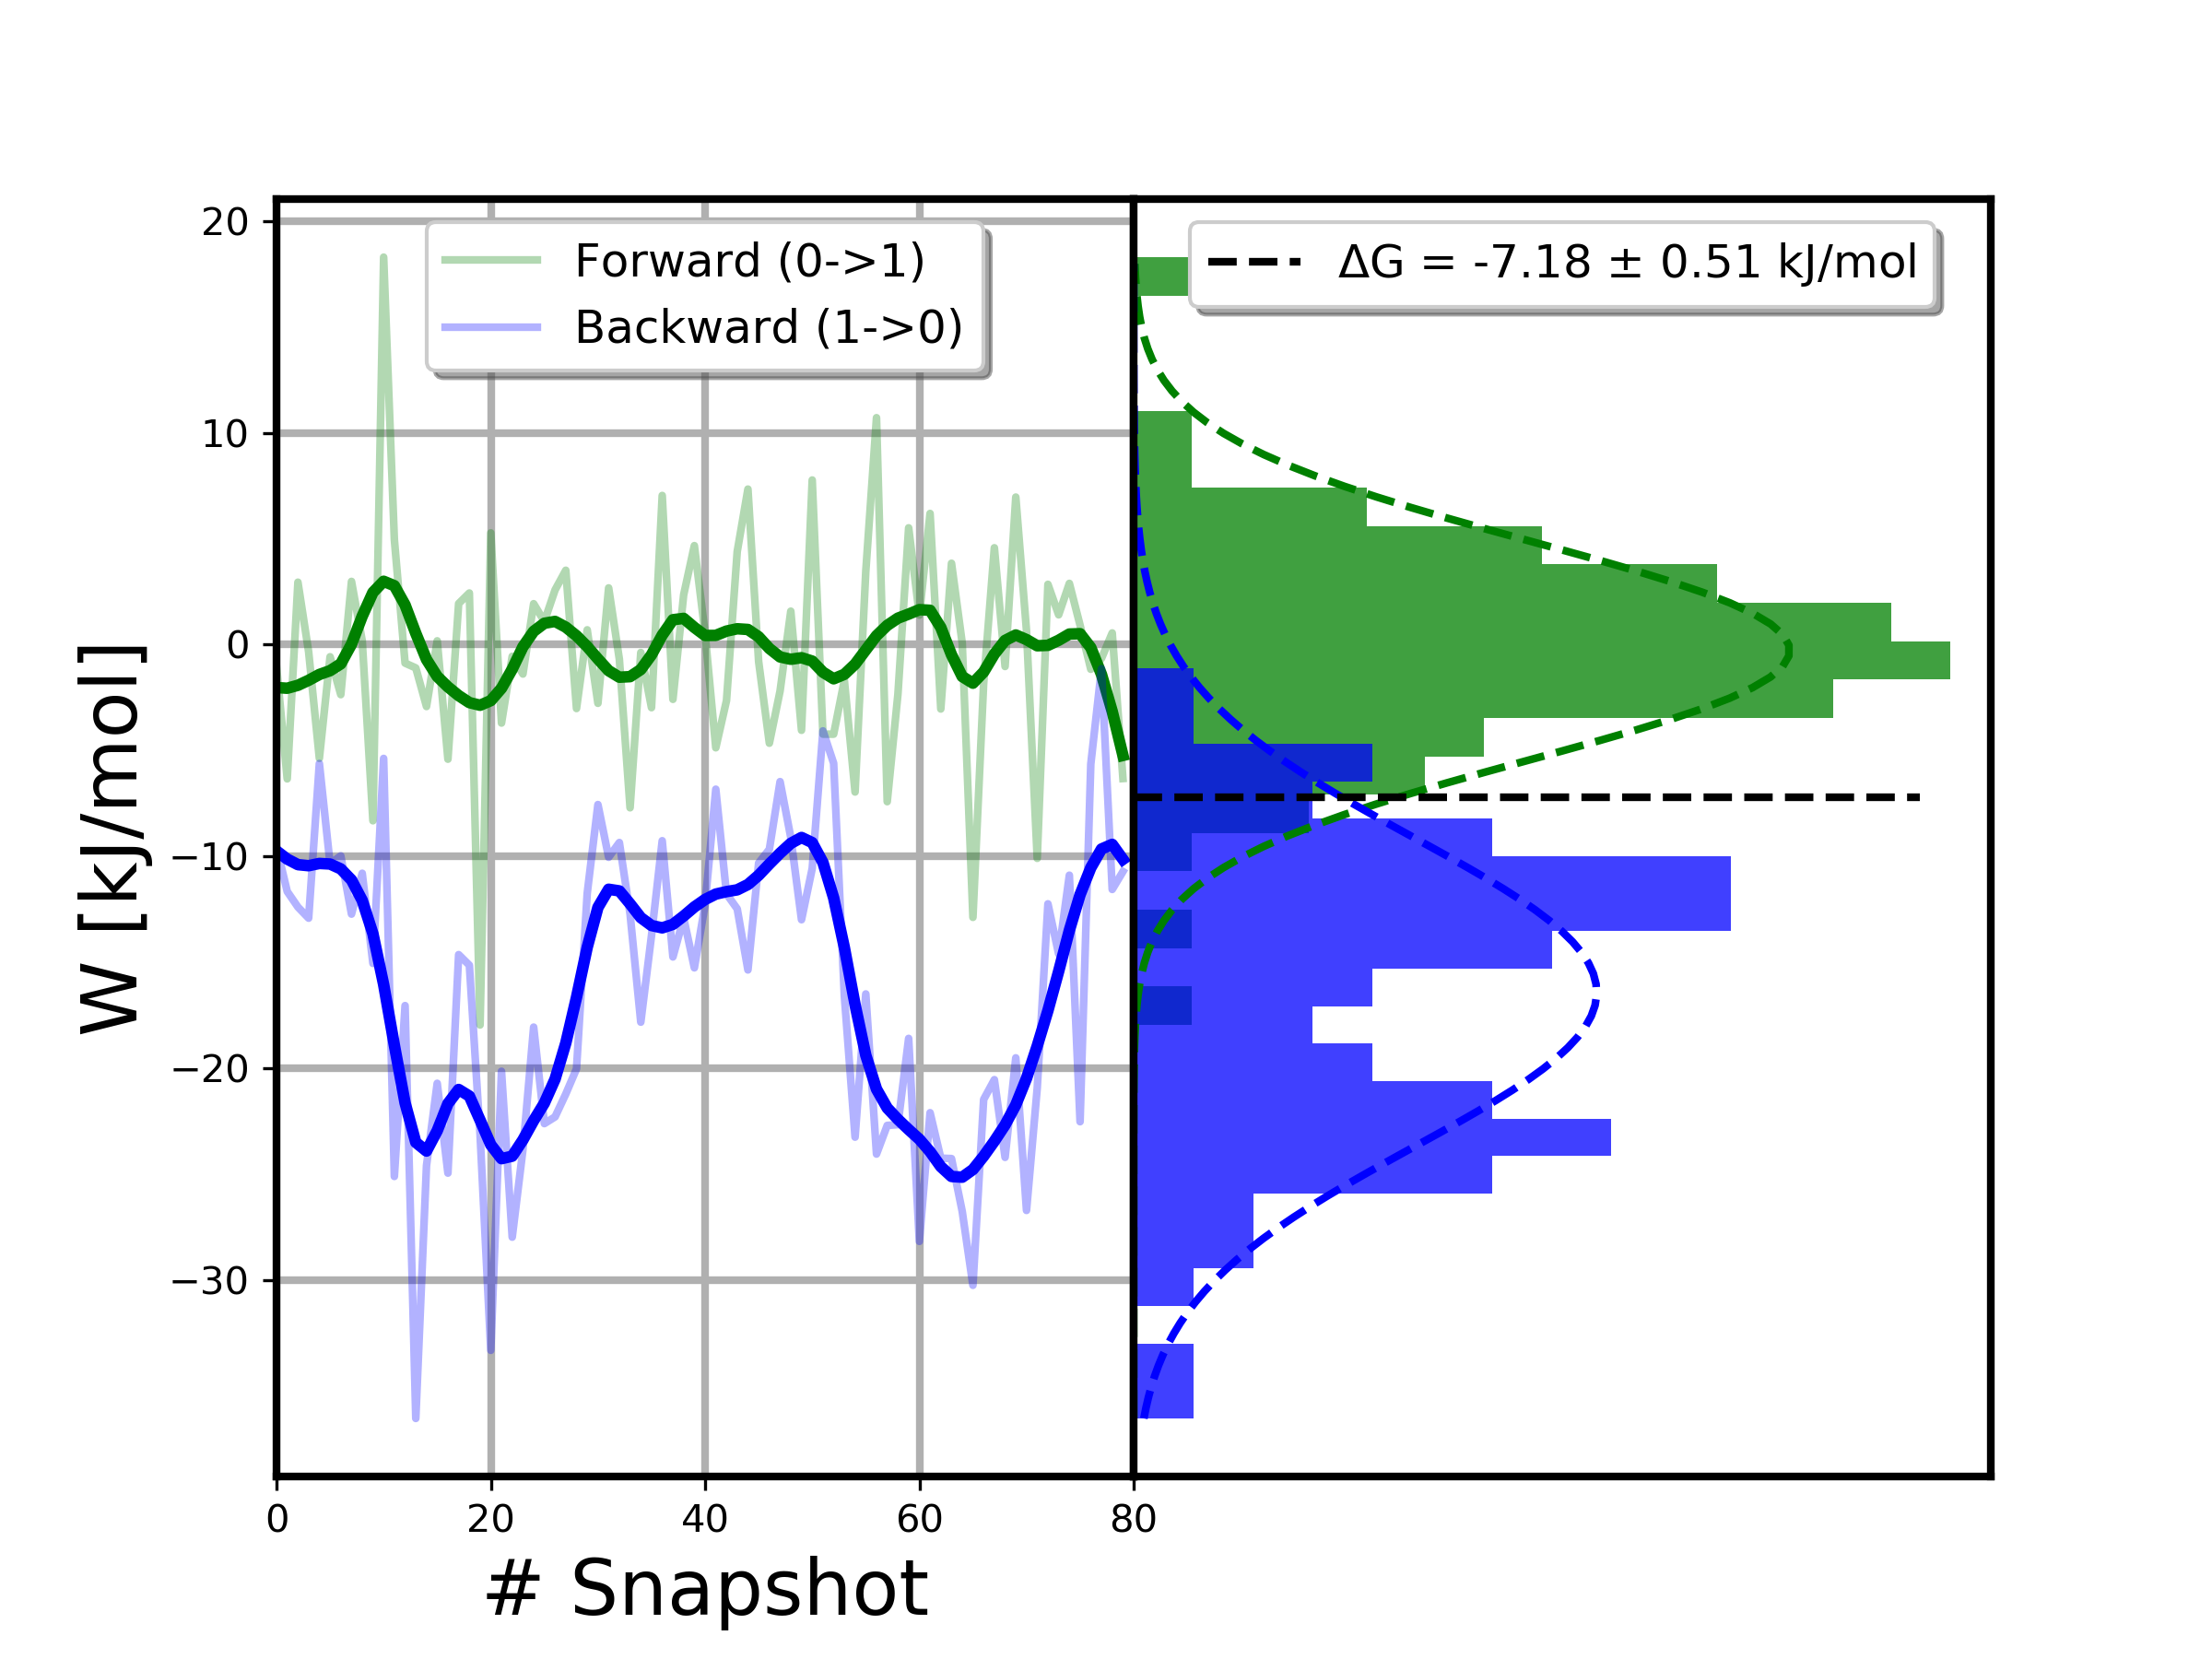 20
10
0
−10
−20
−30
W [kJ/mol]
Forward (0->1)
Backward (1->0)
ΔG = -7.18 ± 0.51 kJ/mol
0
20
40
60
80
# Snapshot